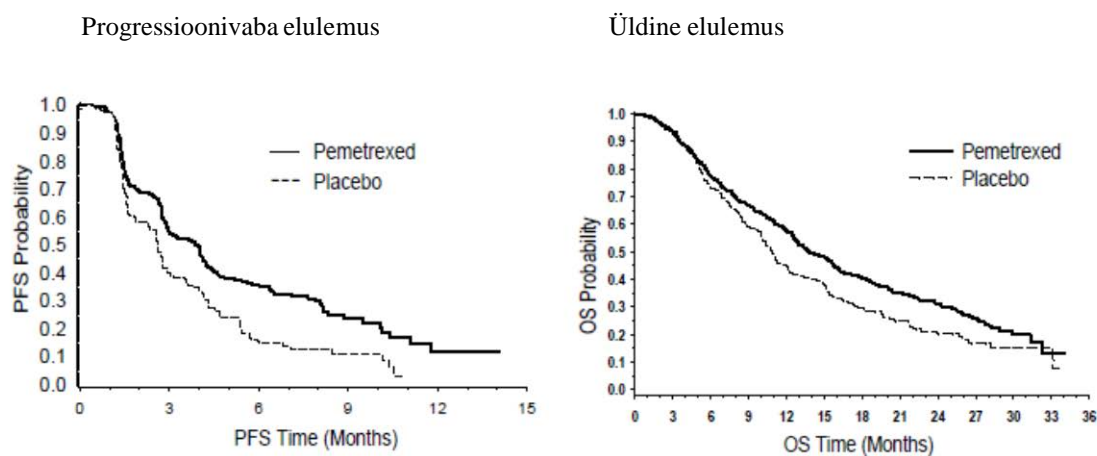 Progressioonivaba elulemus
Üldine elulemus
PFS Probability
1.0
0.9
0.8
0.7
0.6
0.5
0.4
0.3
0.2
0.1
0.0
Pemetrexed
Placebo
0 3 6 9 12 15
PFS Time (Months)
OS Probability
1.0
0.9
0.8
0.7
0.6
0.5
0.4
0.3
0.2
0.1
0.0
Pemetrexed
Placebo
0 3 6 9 12 15 18 21 24 27 30 33 36
OS Time (Months)